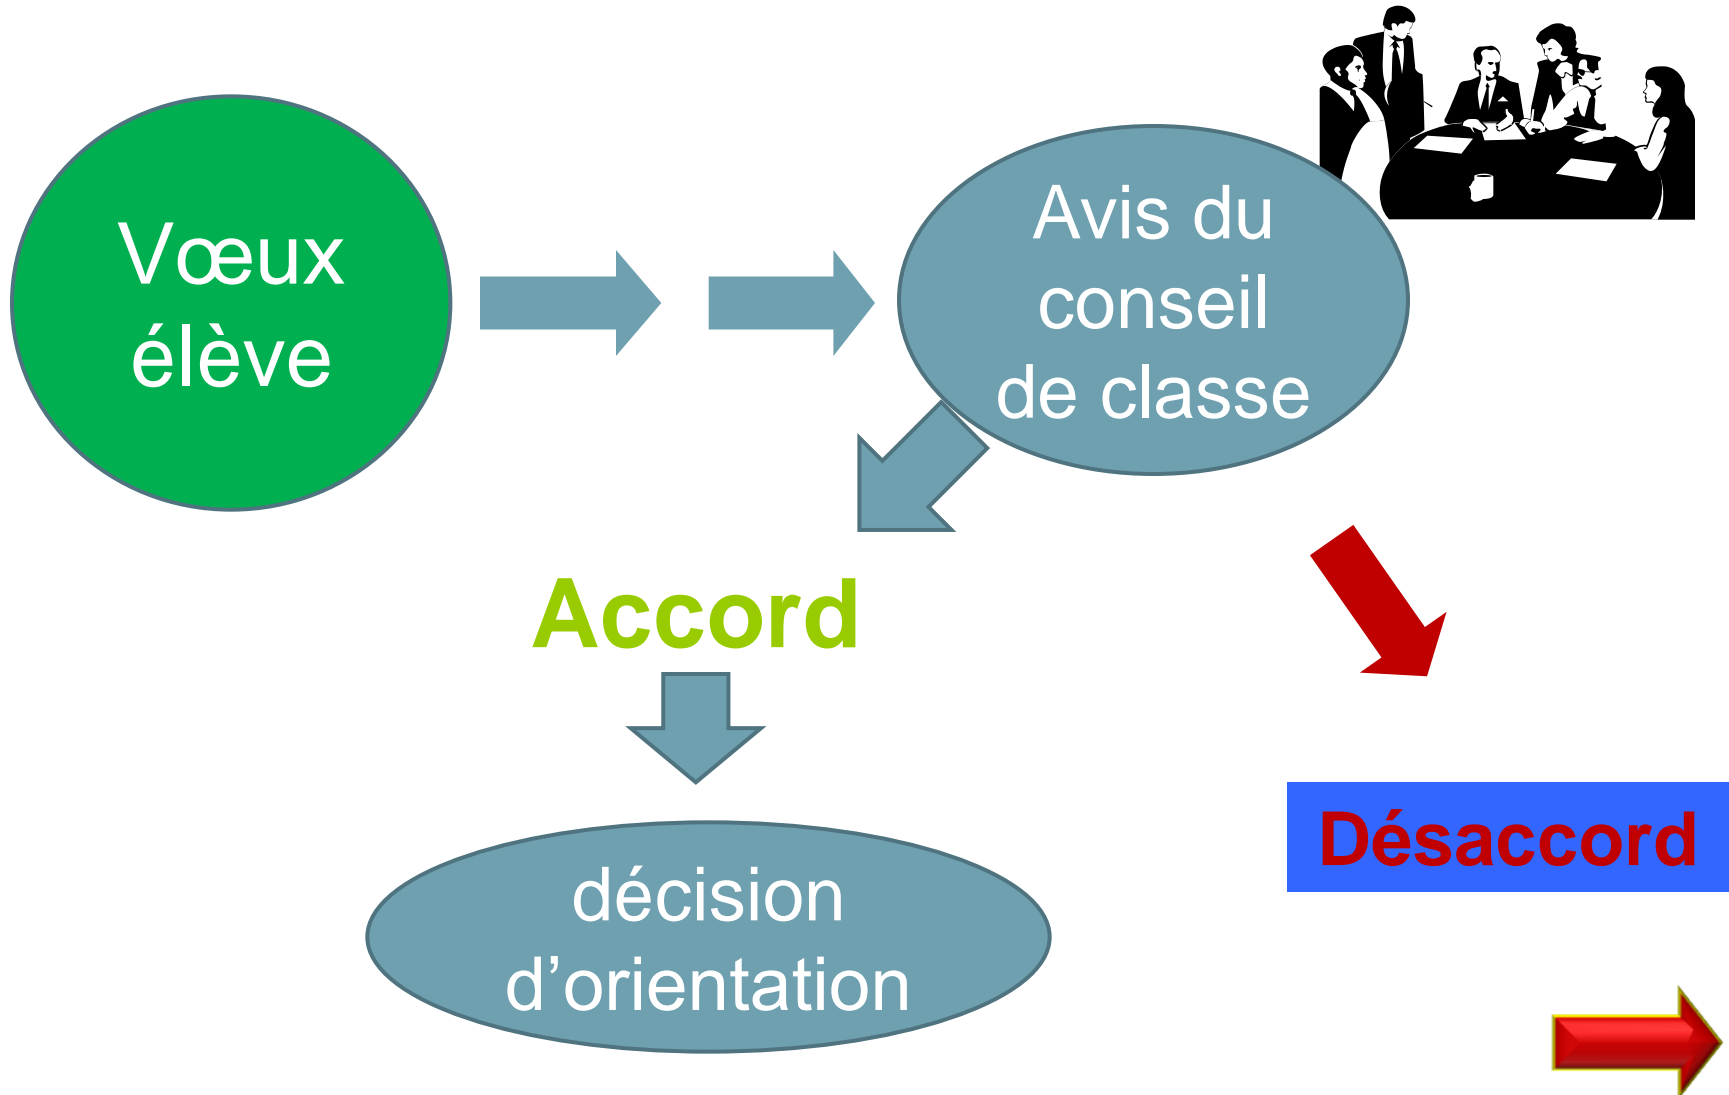 Vœux
élève
Avis du
conseil
de classe
Accord
Désaccord
décision
d’orientation